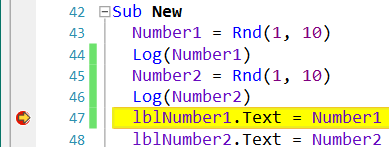 42 Sub New
43 Number1 = Rnd(1, 10)
44 Log(Number1)
45 Number2 = Rnd(1, 10)
46 Log(Number2)
47 lblNumber1.Text = Number1
48 lblNumber2.Text = Number2